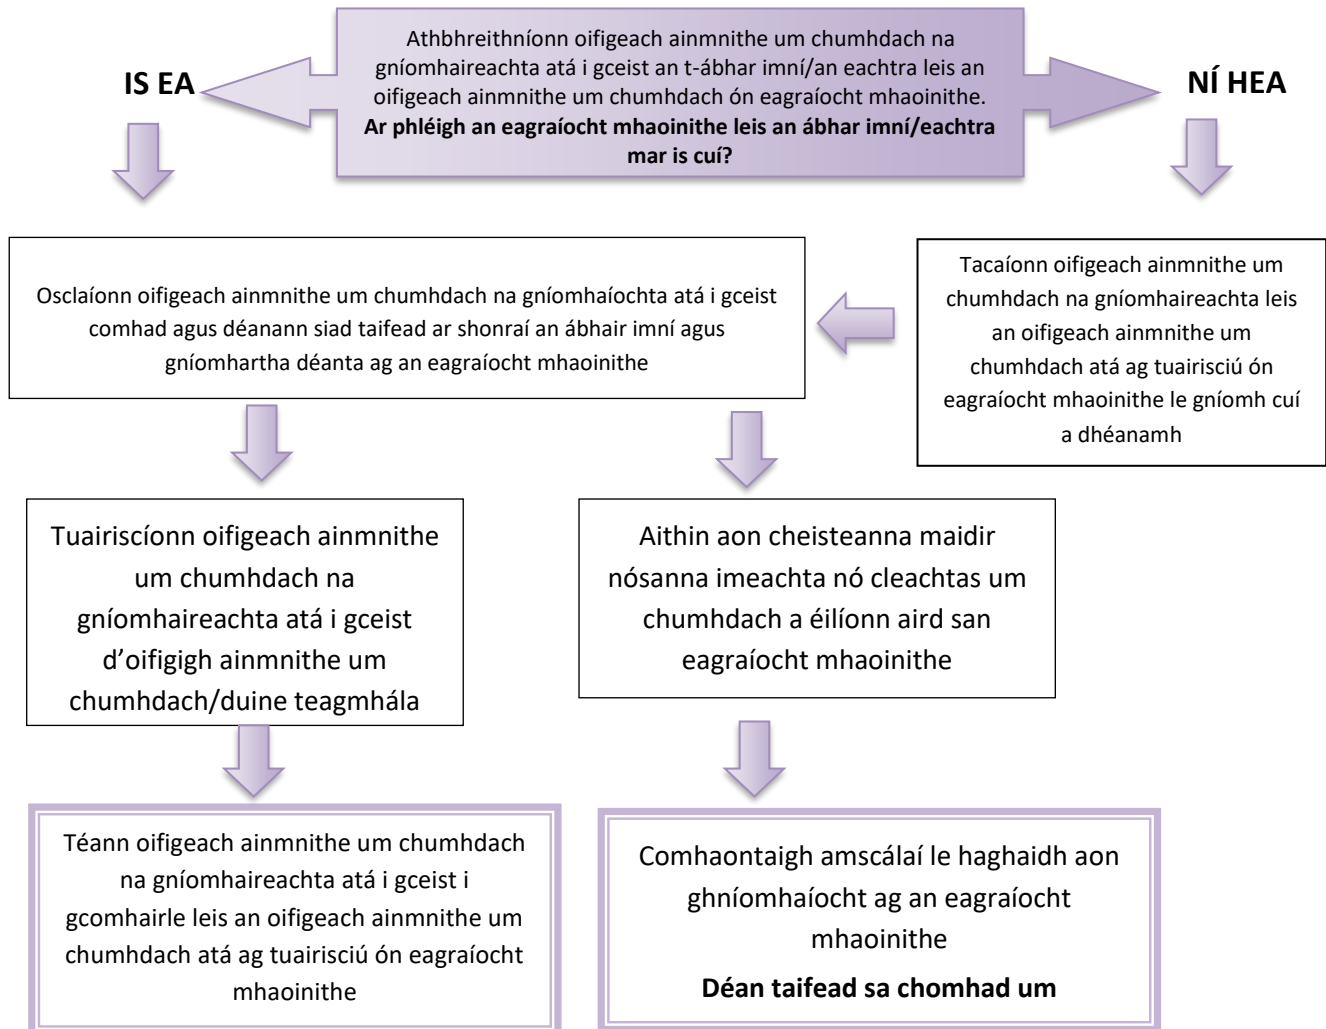 Athbhreithníonn oifigeach ainmnithe um chumhdach na
gníomhaireachta atá i gceist an t-ábhar imní/an eachtra leis an
oifigeach ainmnithe um chumhdach ón eagraíocht mhaoinithe.
Ar phléigh an eagraíocht mhaoinithe leis an ábhar imní/eachtra
mar is cuí?
IS EA
NÍ HEA
Osclaíonn oifigeach ainmnithe um chumhdach na gníomhaíochta atá i gceist
comhad agus déanann siad taifead ar shonraí an ábhair imní agus
gníomhartha déanta ag an eagraíocht mhaoinithe
Tacaíonn oifigeach ainmnithe um
chumhdach na gníomhaireachta leis
an oifigeach ainmnithe um
chumhdach atá ag tuairisciú ón
eagraíocht mhaoinithe le gníomh cuí
a dhéanamh
Tuairiscíonn oifigeach ainmnithe
um chumhdach na
gníomhaireachta atá i gceist
d’oifigigh ainmnithe um
chumhdach/duine teagmhála
Aithin aon cheisteanna maidir
nósanna imeachta nó cleachtas um
chumhdach a éilíonn aird san
eagraíocht mhaoinithe
Téann oifigeach ainmnithe um chumhdach
na gníomhaireachta atá i gceist i
gcomhairle leis an oifigeach ainmnithe um
chumhdach atá ag tuairisciú ón eagraíocht
mhaoinithe
Comhaontaigh amscálaí le haghaidh aon
ghníomhaíocht ag an eagraíocht
mhaoinithe
Déan taifead sa chomhad um